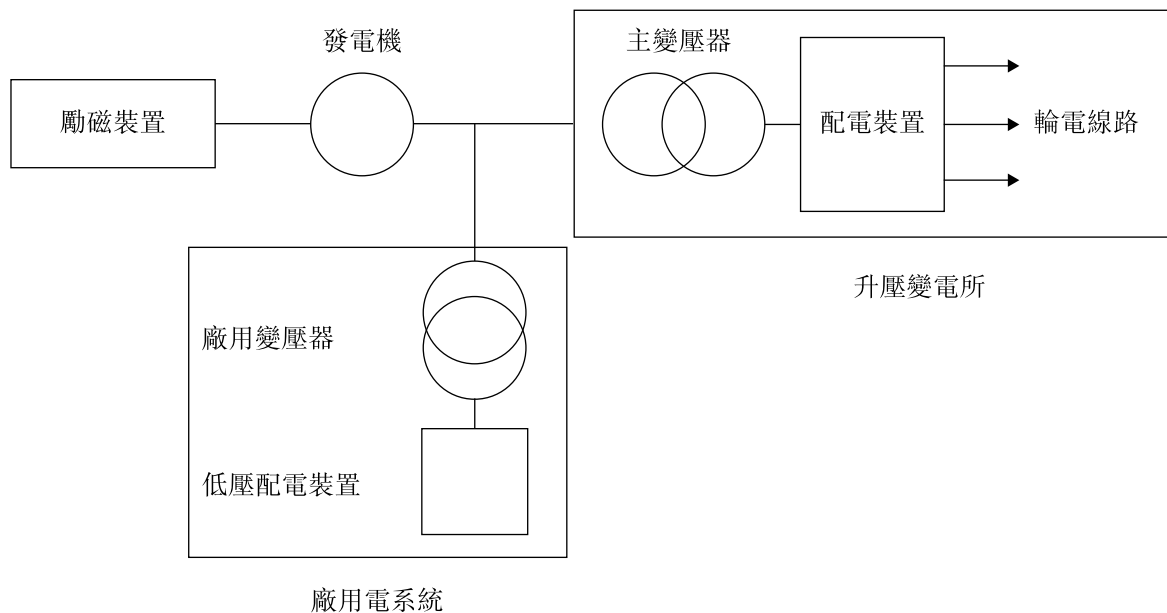 發電機
主變壓器
勵磁裝置
配電裝置
輪電線路
升壓變電所
廠用變壓器
低壓配電裝置
廠用電系統